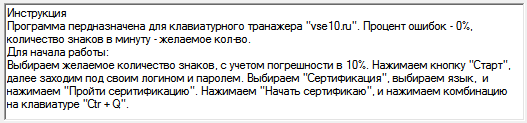 Инструкция
Программа пердназначена для клавиатурного транажера "vse10.ru". Процент ошибок - 0%,
количество знаков в минуту - желаемое кол-во.
Для начала работы:
Выбираем желаемое количество знаков, с учетом погрешности в 10%. Нажимаем кнопку "Старт",
далее заходим под своим логином и паролем. Выбираем "Сертификация", выбираем язык,  и
нажимаем "Пройти серитификацию". Нажимаем "Начать сертификаю", и нажимаем комбинацию
на клавиатуре "Ctr + Q".